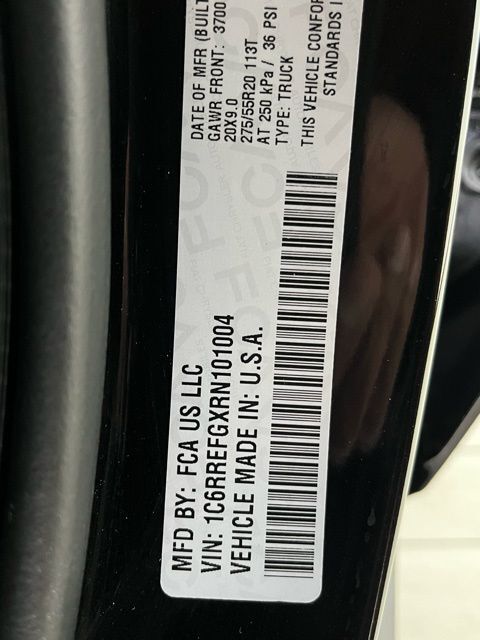 MFD BY: FCA US LLC
VIN: 1C6RREFGXRN101004
VEHICLE MADE IN: U.S.A.
DATE OF MFR (BUILT
GAWR FRONT: 3700
20X9.0
275/55R20 113T
AT 250 kPa / 36 PSI
TYPE: TRUCK
THIS VEHICLE CONFOR
STANDARDS I